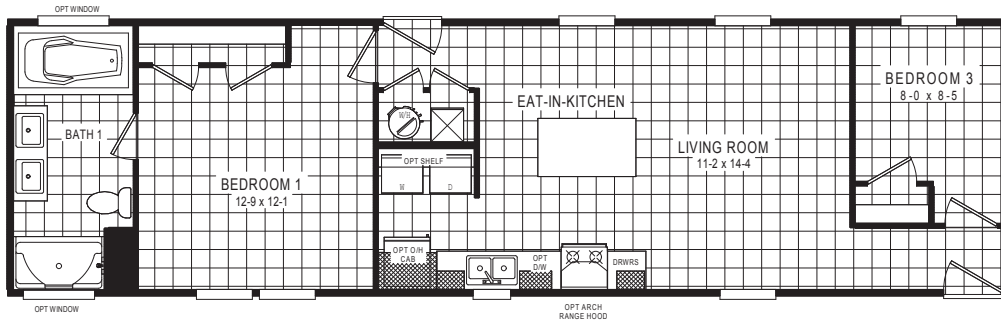 OPT WINDOW
BATH 1
OPT WINDOW
BEDROOM 1
12-9 x 12-1
W/H
OPT SHELF
W
D
OPT O/H
CAB
EAT-IN-KITCHEN
OPT
D/W
DRWRS
OPT ARCH
RANGE HOOD
LIVING ROOM
11-2 x 14-4
BEDROOM 3
8-0 x 8-5